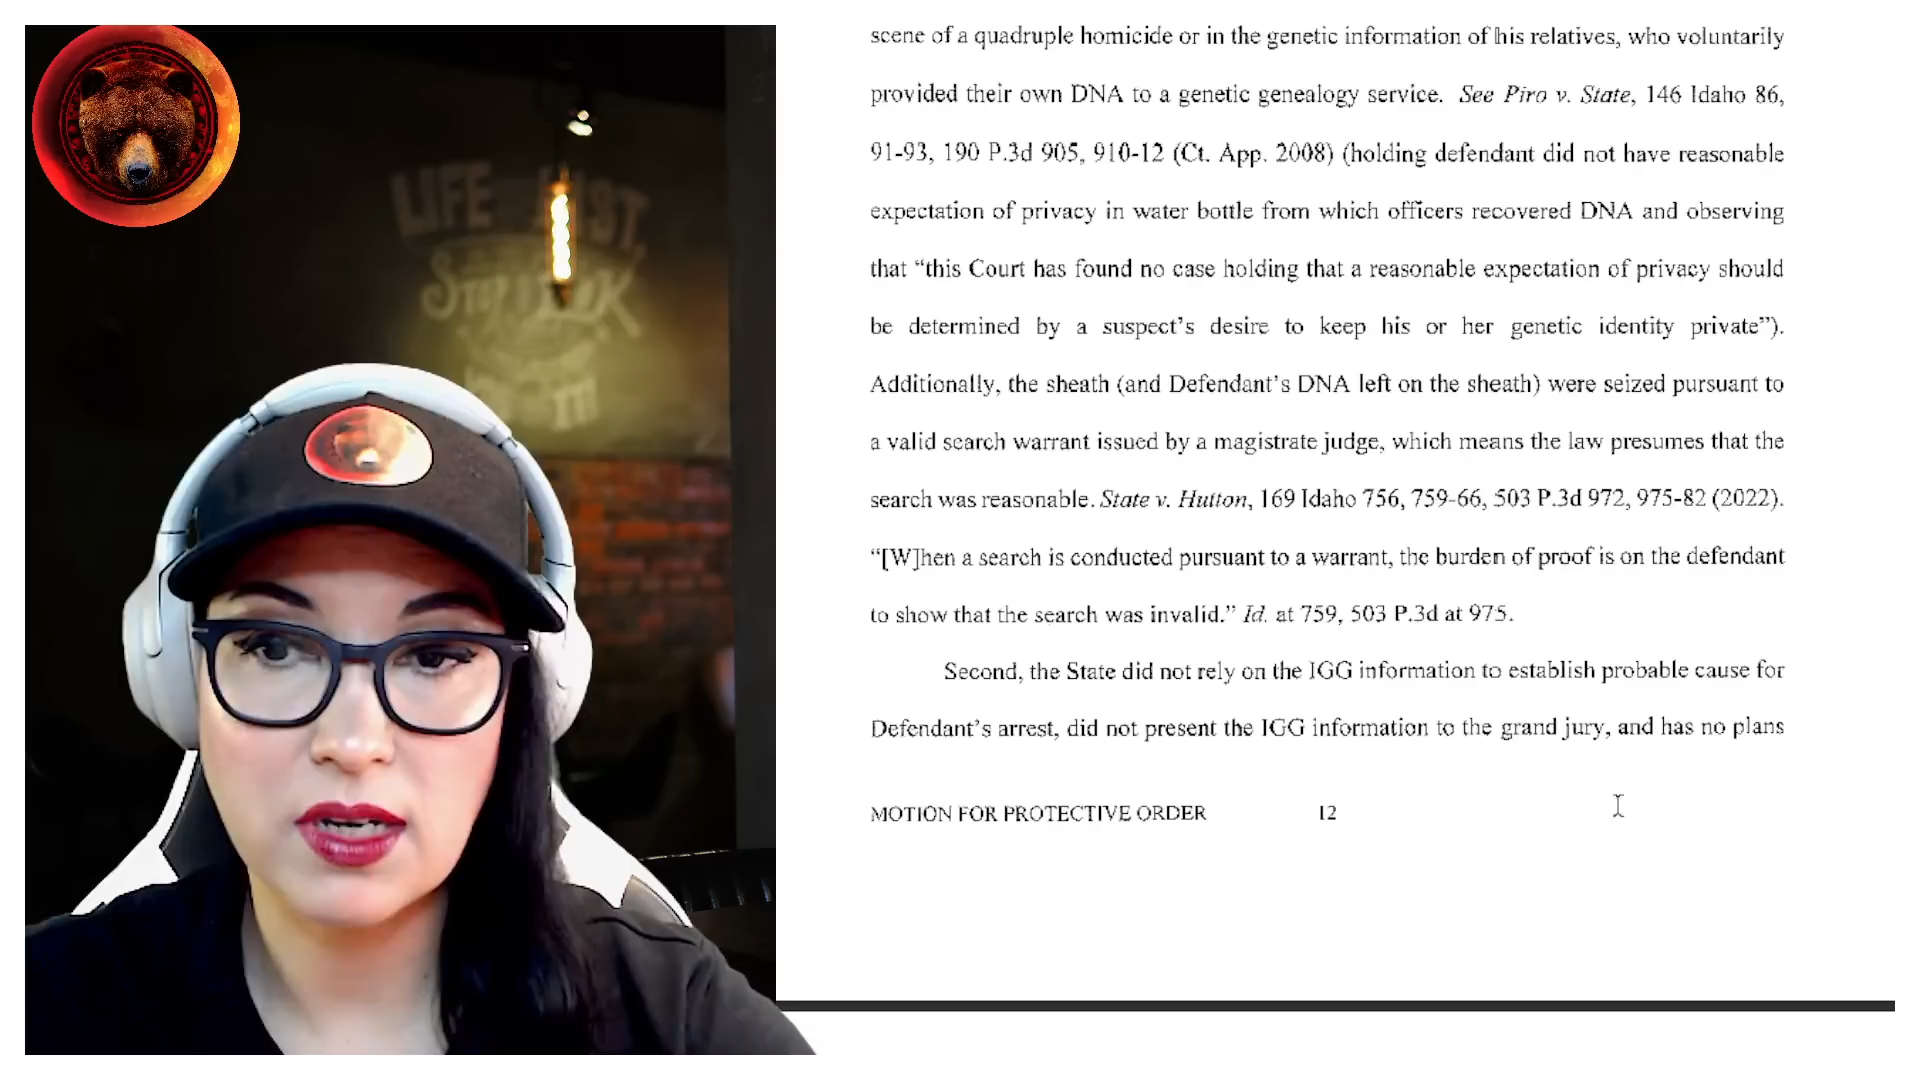 scene of a quadruple homicide or in the genetic information of his relatives, who voluntarily
provided their own DNA to a genetic genealogy service. See Piro v. State, 146 Idaho 86,
91-93, 190 P.3d 905, 910-12 (Ct. App. 2008) (holding defendant did not have reasonable
expectation of privacy in water bottle from which officers recovered DNA and observing
that “this Court has found no case holding that a reasonable expectation of privacy should
be determined by a suspect’s desire to keep his or her genetic identity private”).
Additionally, the sheath (and Defendant’s DNA left on the sheath) were seized pursuant to
a valid search warrant issued by a magistrate judge, which means the law presumes that the
search was reasonable. State v. Hutton, 169 Idaho 756, 759-66, 503 P.3d 972, 975-82 (2022).
“[W]hen a search is conducted pursuant to a warrant, the burden of proof is on the defendant
to show that the search was invalid.” Id. at 759, 503 P.3d at 975.
Second, the State did not rely on the IGG information to establish probable cause for
Defendant’s arrest, did not present the IGG information to the grand jury, and has no plans
MOTION FOR PROTECTIVE ORDER 12
LIFE